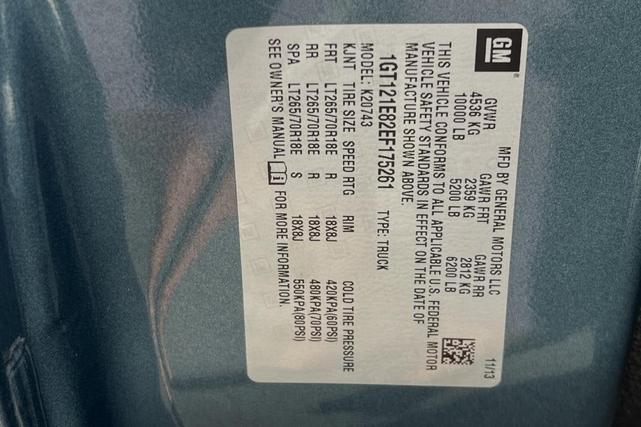 GM
MFD BY GENERAL MOTORS LLC 11/13
GVWR GAWR FRT GAWR RR
4536 KG 2359 KG 2812 KG
10000 LB 5200 LB 6200 LB
THIS VEHICLE CONFORMS TO ALL APPLICABLE U.S. FEDERAL MOTOR
VEHICLE SAFETY STANDARDS IN EFFECT ON THE DATE OF
MANUFACTURE SHOWN ABOVE.
1GT121E82EF175261 TYPE: TRUCK
MODEL: K20743
KJNT TIRE SIZE SPEED RTG RIM COLD TIRE PRESSURE
FRT LT265/70R18E R 18X8J 420KPA(60PSI)
RR LT265/70R18E R 18X8J 480KPA(70PSI)
SPA LT265/70R18E S 18X8J 550KPA(80PSI)
SEE OWNER'S MANUAL FOR MORE INFORMATION.